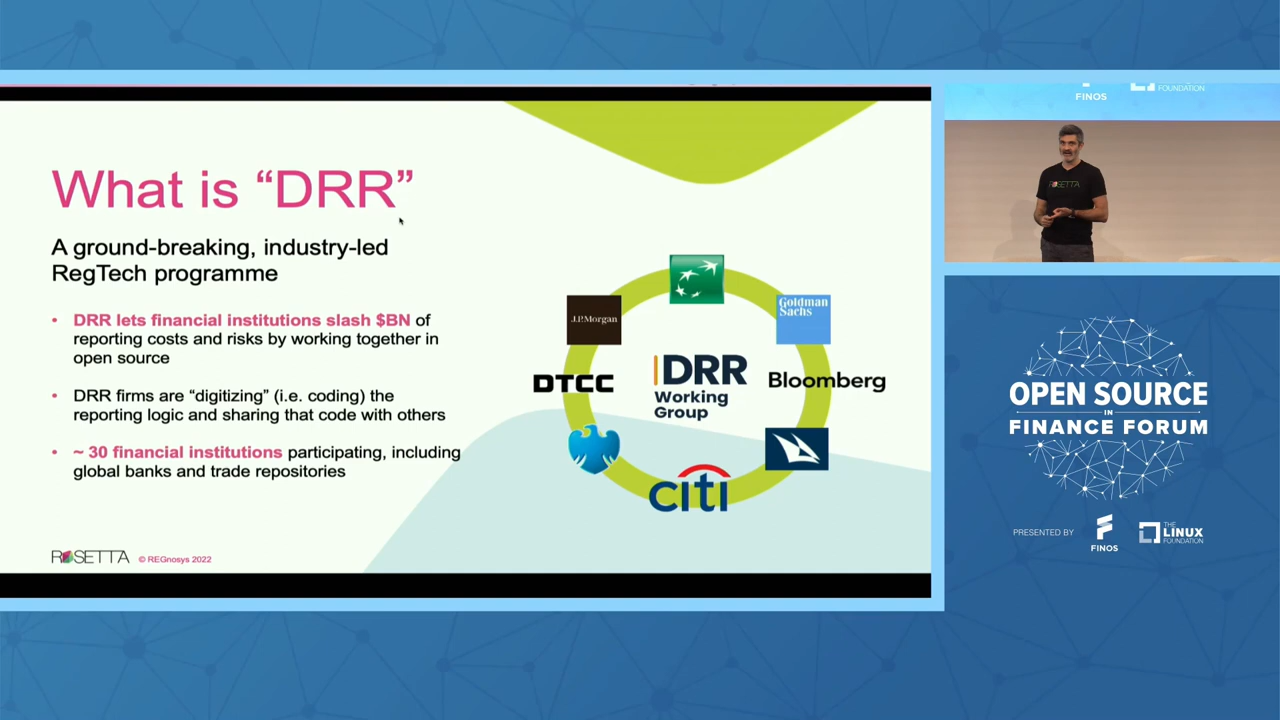 What is “DRR”
A ground-breaking, industry-led
RegTech programme
• DRR lets financial institutions slash $BN of
reporting costs and risks by working together in
open source
• DRR firms are “digitizing” (i.e. coding) the
reporting logic and sharing that code with others
• ~ 30 financial institutions participating, including
global banks and trade repositories
ROSETTA
© REGnosys 2022
J.P.Morgan
Goldman
Sachs
DTCC
DRR
Working
Group
Bloomberg
citi
FINOS
FOUNDATION
ROSETTA
OPEN SOURCE
IN
FINANCE FORUM
PRESENTED BY
FINOS
THE
LINUX
FOUNDATION